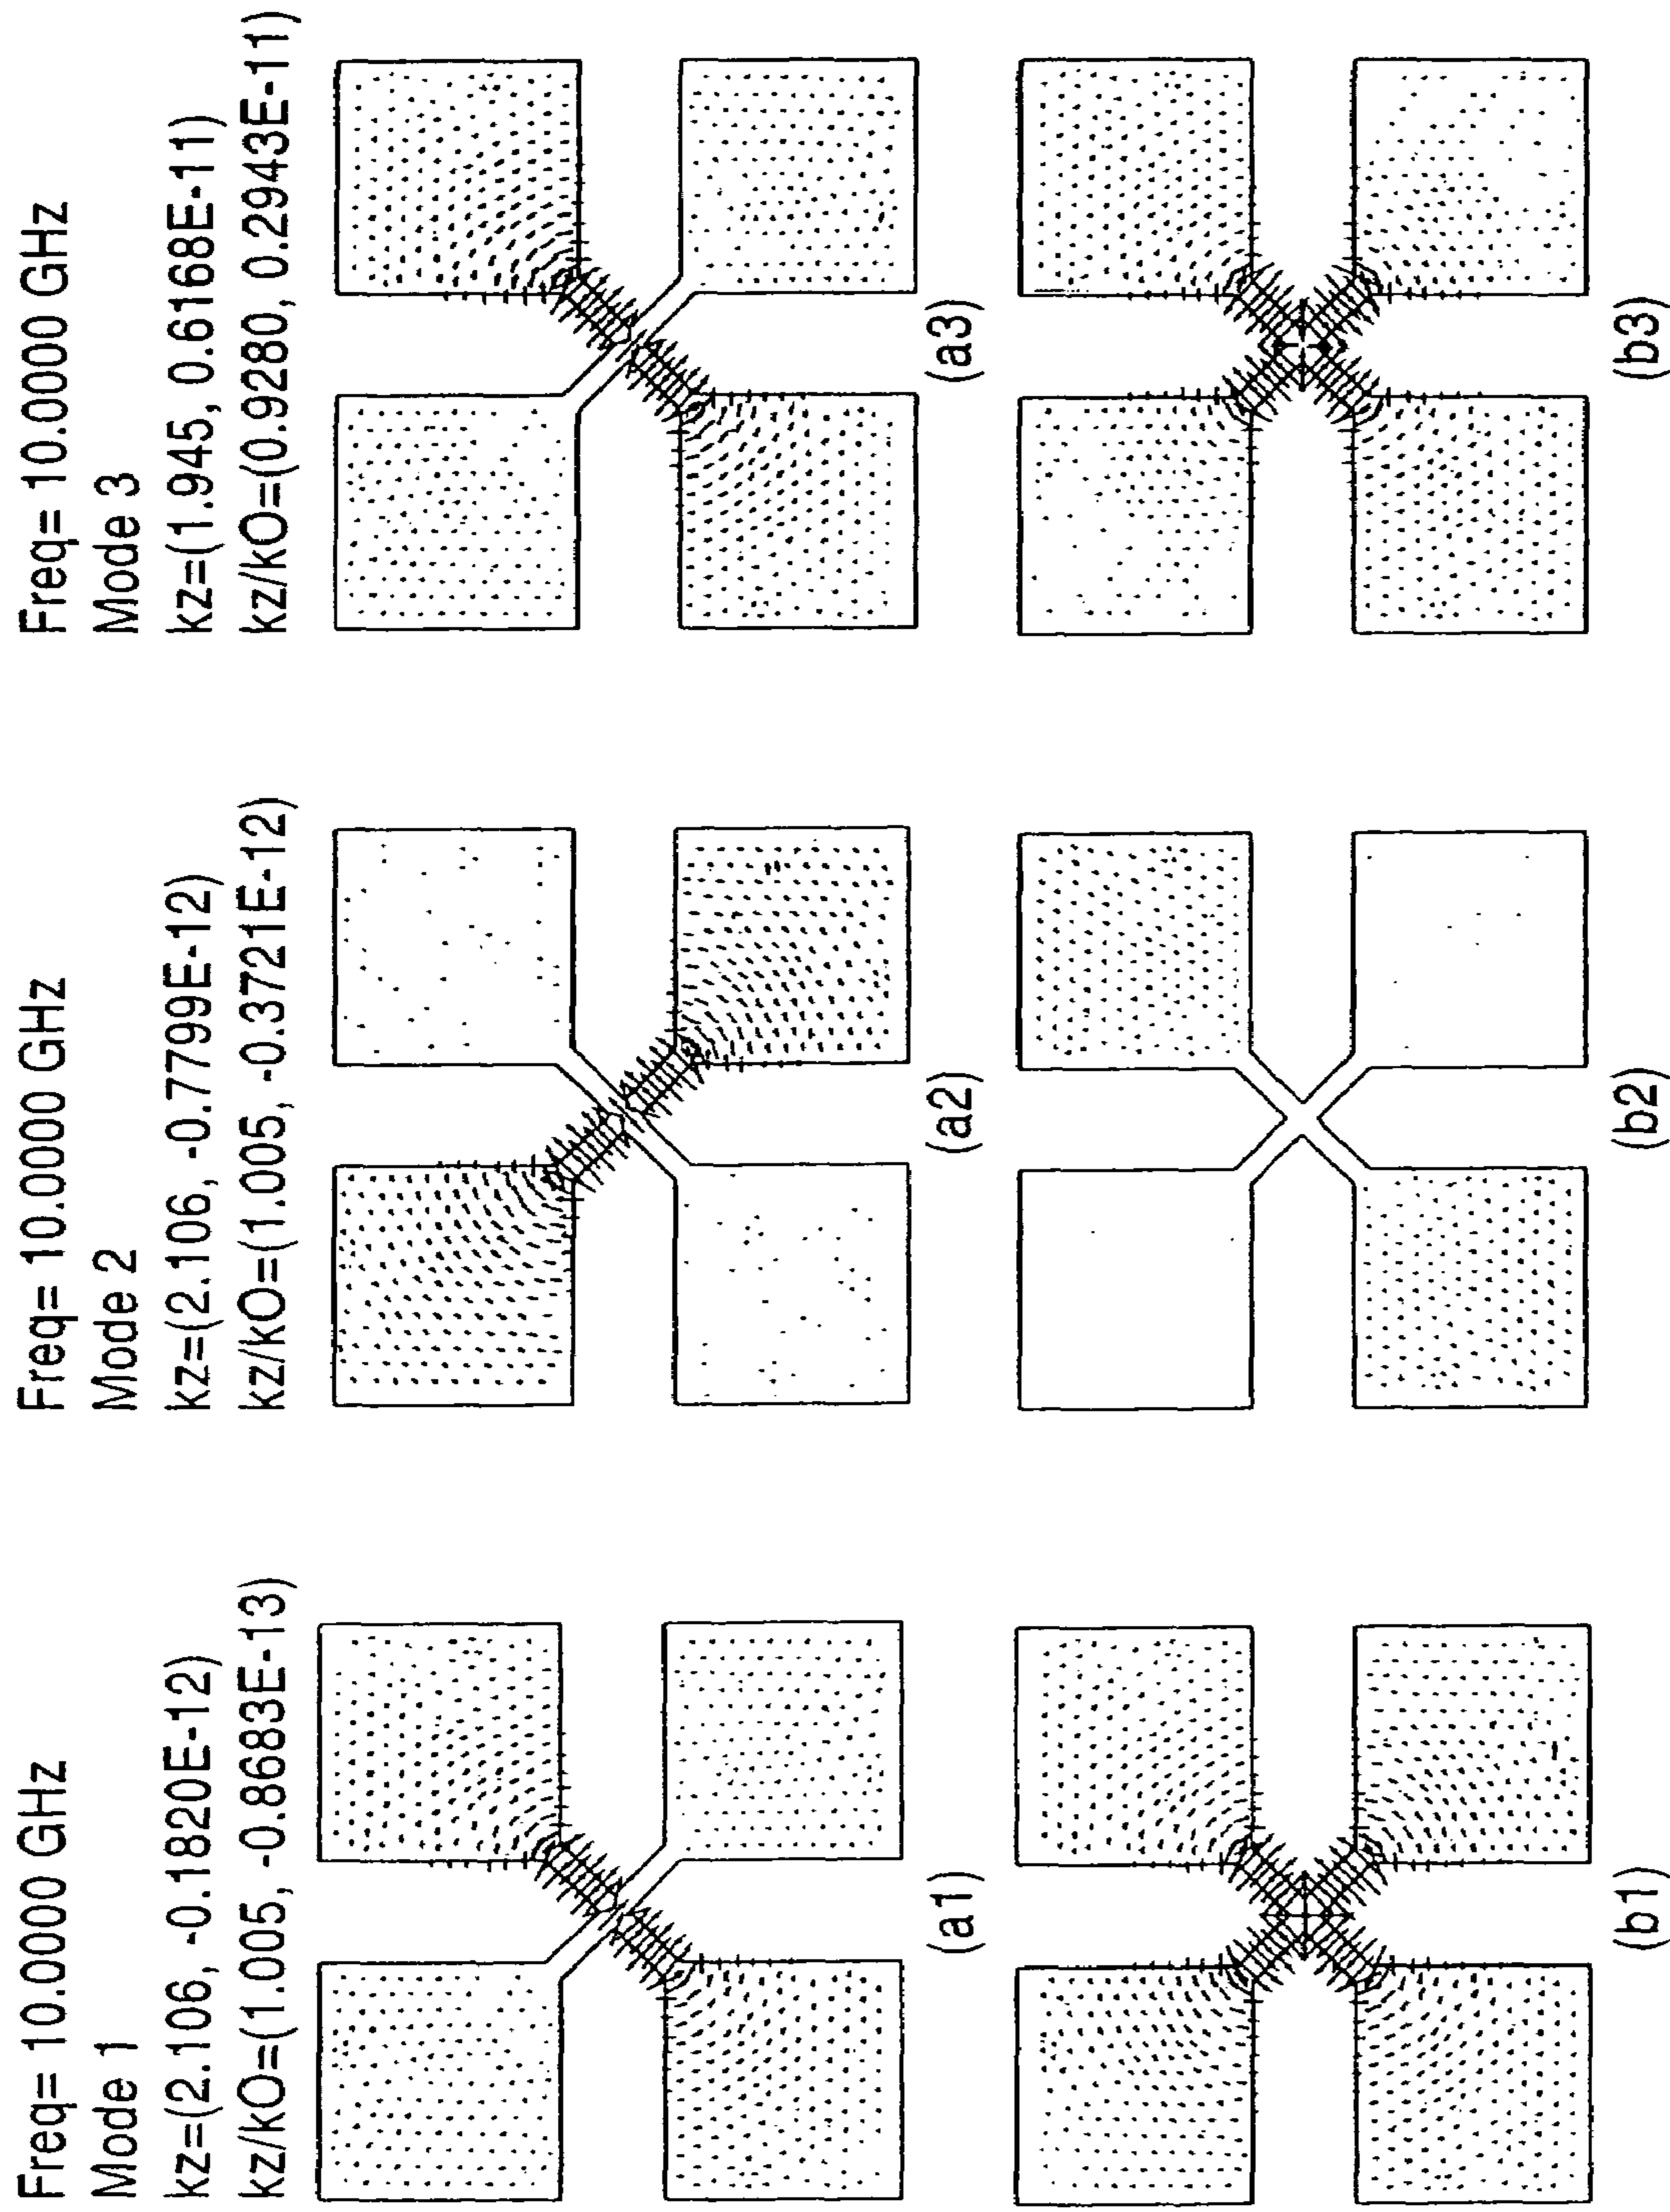 Freq= 10.0000 GHz
Mode 1
kz=(2.106, -0.1820E-12)
kz/kO=(1.005, -0.8683E-13)
(a1)
(b1)
Freq= 10.0000 GHz
Mode 2
kz=(2.106, -0.7799E-12)
kz/kO=(1.005, -0.3721E-12)
(a2)
(b2)
Freq= 10.0000 GHz
Mode 3
kz=(1.945, 0.6168E-11)
kz/kO=(0.9280, 0.2943E-11)
(a3)
(b3)